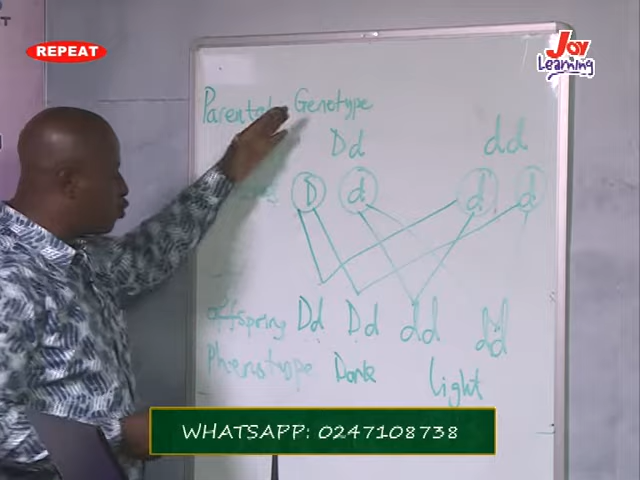 REPEAT
JOY
Learning
Parental Genotype
Dd dd
D d d d
offspring Dd Dd dd dd
Phenotype Dark Light
WHATSAPP: 0247108738